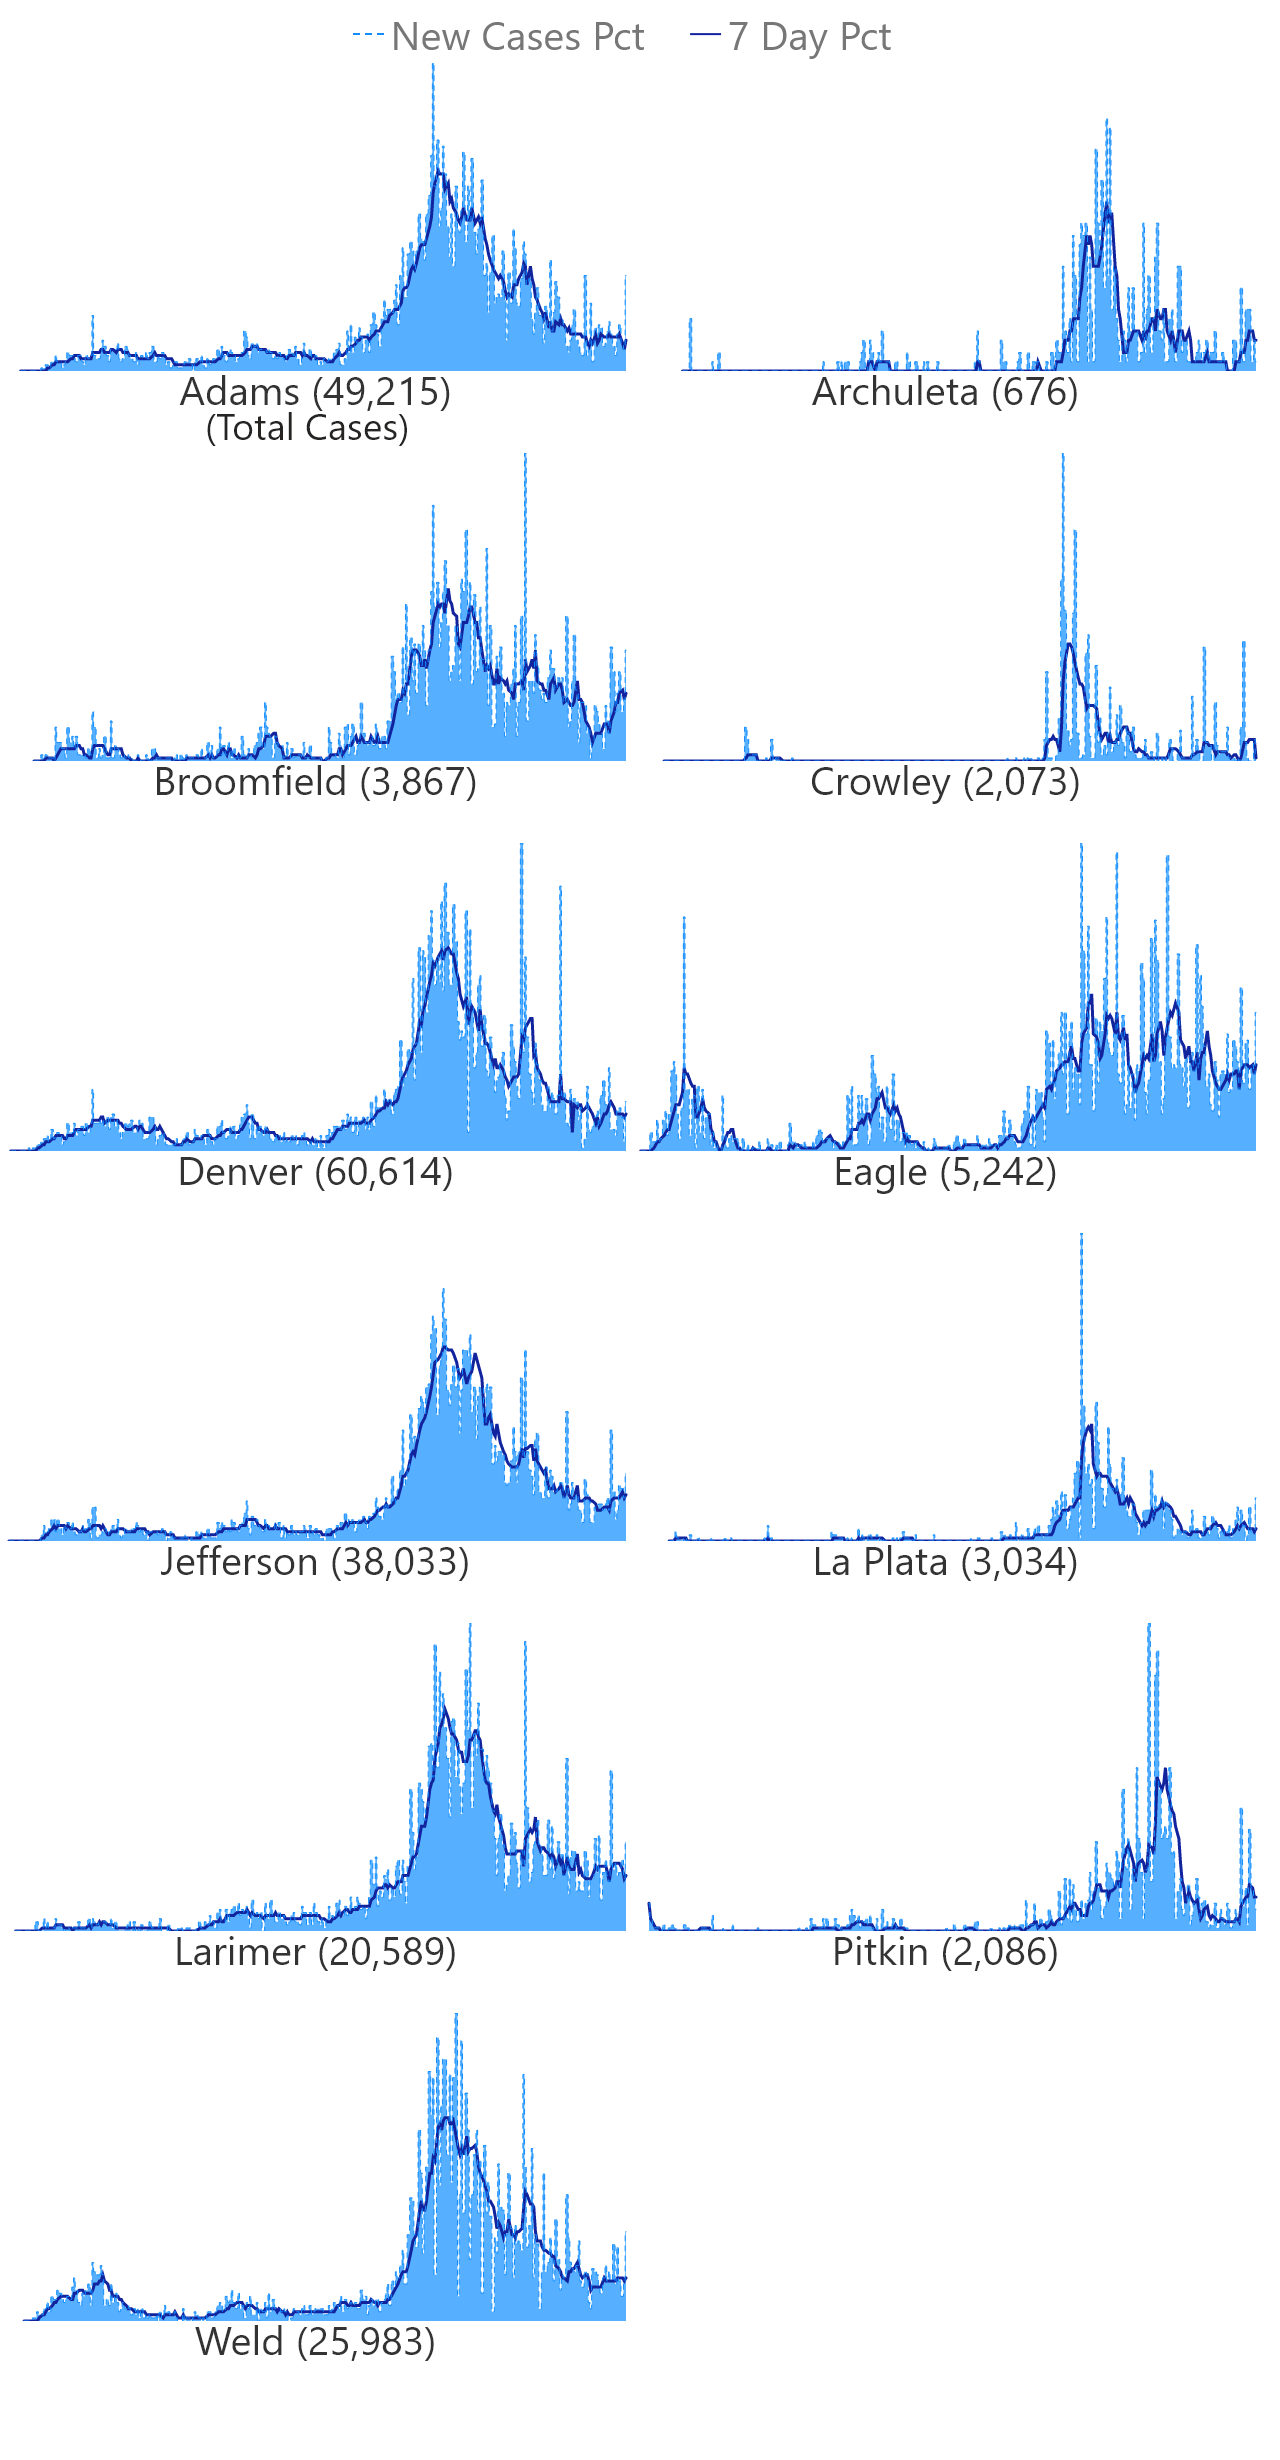 New Cases Pct 7 Day Pct
Adams (49,215)
(Total Cases)
Archuleta (676)
Broomfield (3,867)
Crowley (2,073)
Denver (60,614)
Eagle (5,242)
Jefferson (38,033)
La Plata (3,034)
Larimer (20,589)
Pitkin (2,086)
Weld (25,983)